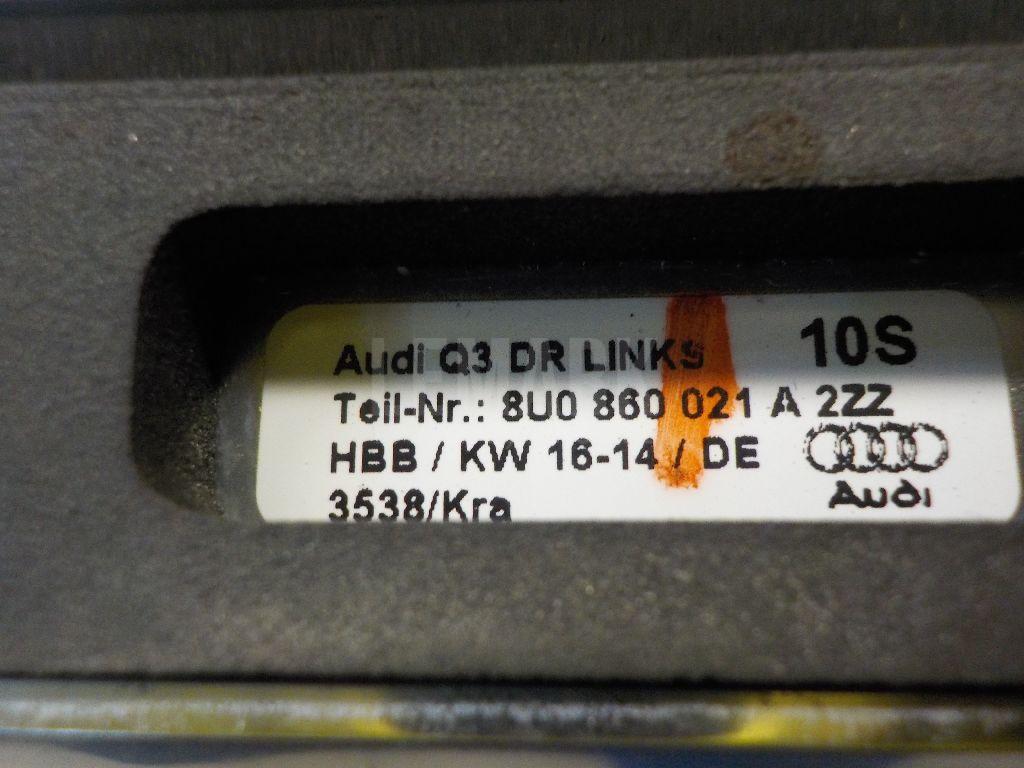 Audi Q3 DR LINKS 10S
Teil-Nr.: 8U0 860 021 A 2ZZ
HBB / KW 16-14 / DE
3538/Kra
Audi